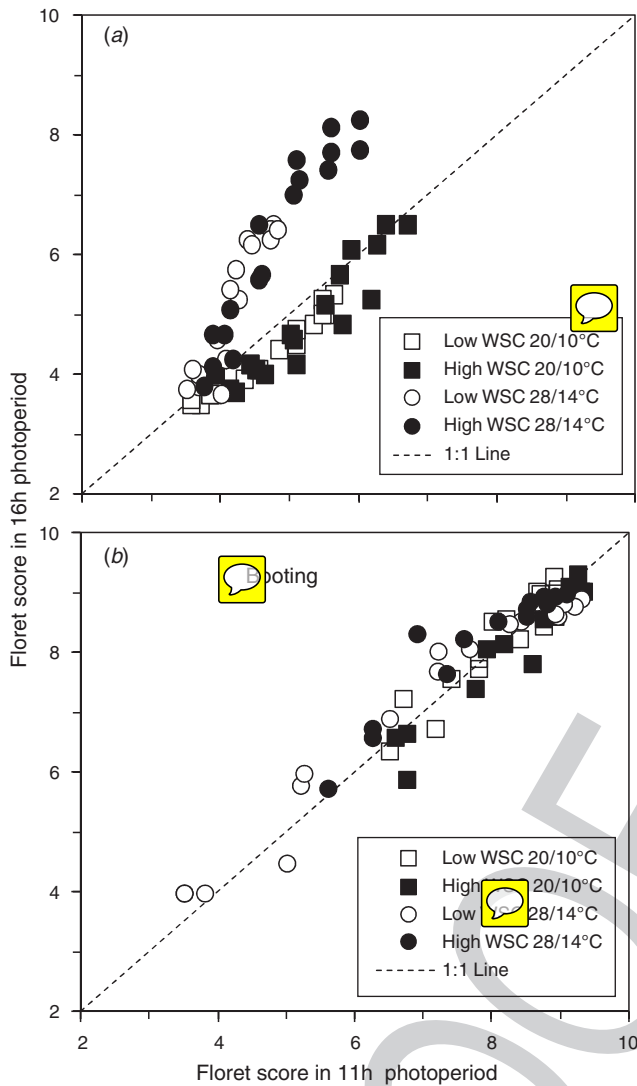 10
(a)
8
6
4
2
Low WSC 20/10°C
High WSC 20/10°C
Low WSC 28/14°C
High WSC 28/14°C
1:1 Line
Floret score in 16h photoperiod
10
(b)
Booting
8
6
4
2
Low WSC 20/10°C
High WSC 20/10°C
Low WSC 28/14°C
High WSC 28/14°C
1:1 Line
2 4 6 8 10
Floret score in 11h photoperiod